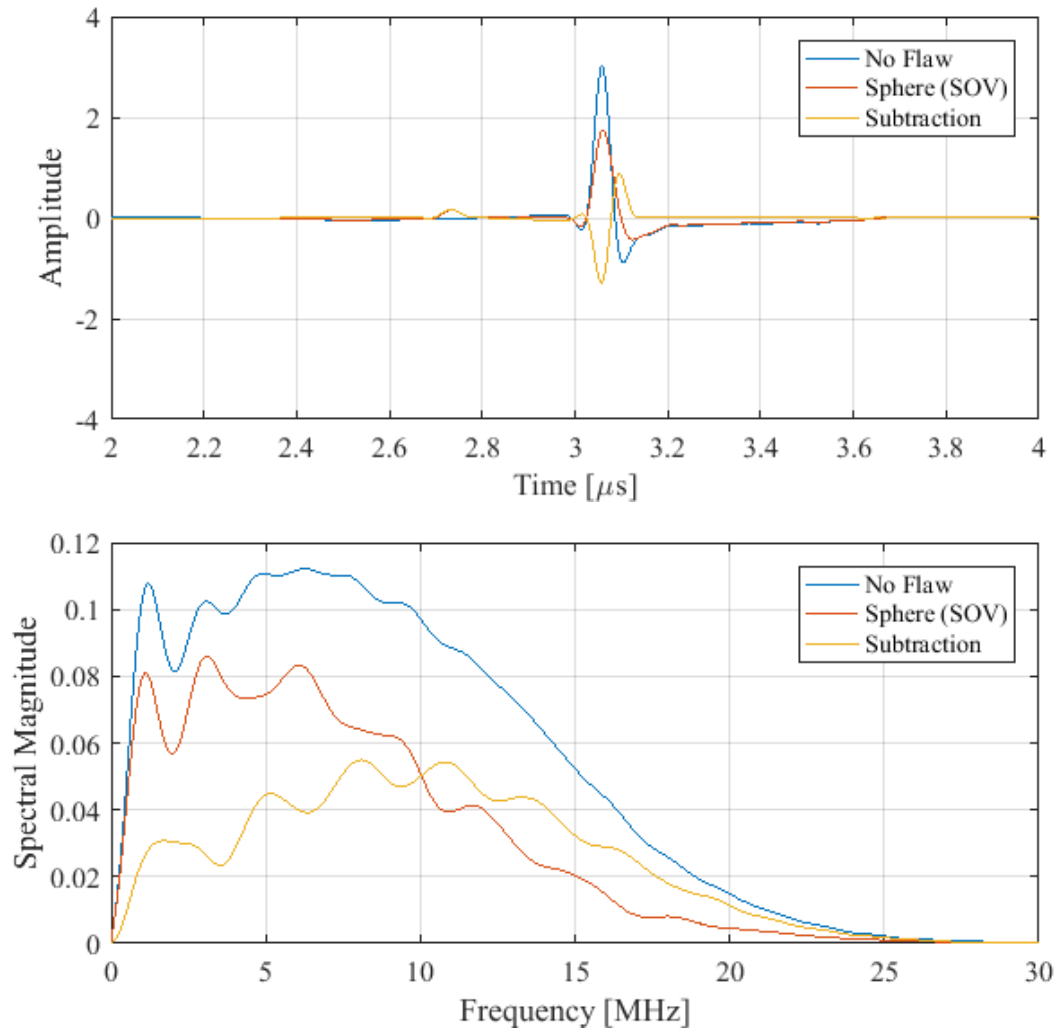 4
2
0
-2
-4
Amplitude
2 2.2 2.4 2.6 2.8 3 3.2 3.4 3.6 3.8 4
Time [μs]
No Flaw
Sphere (SOV)
Subtraction
0.12
0.1
0.08
0.06
0.04
0.02
0
Spectral Magnitude
0 5 10 15 20 25 30
Frequency [MHz]
No Flaw
Sphere (SOV)
Subtraction